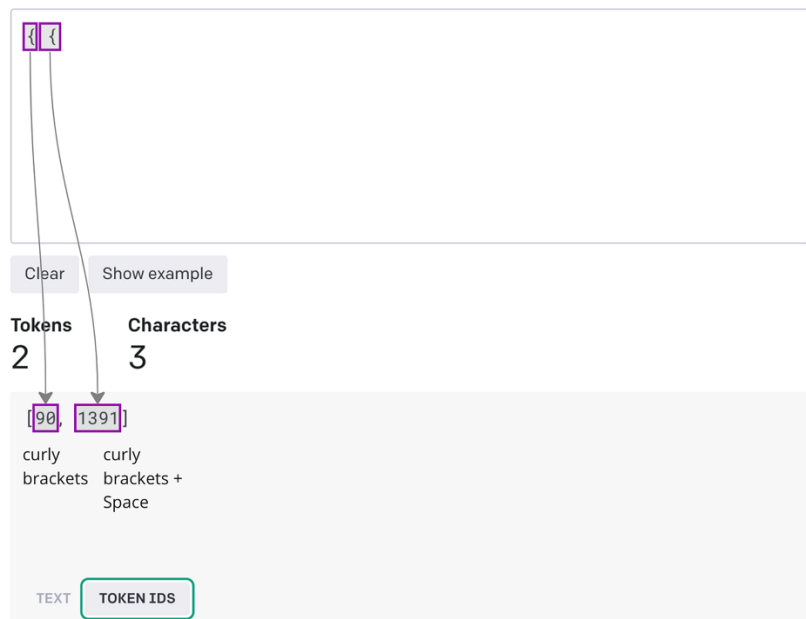 { {
Clear Show example
Tokens Characters
2 3
[90, 1391]
curly curly
brackets brackets +
Space
TEXT TOKEN IDS